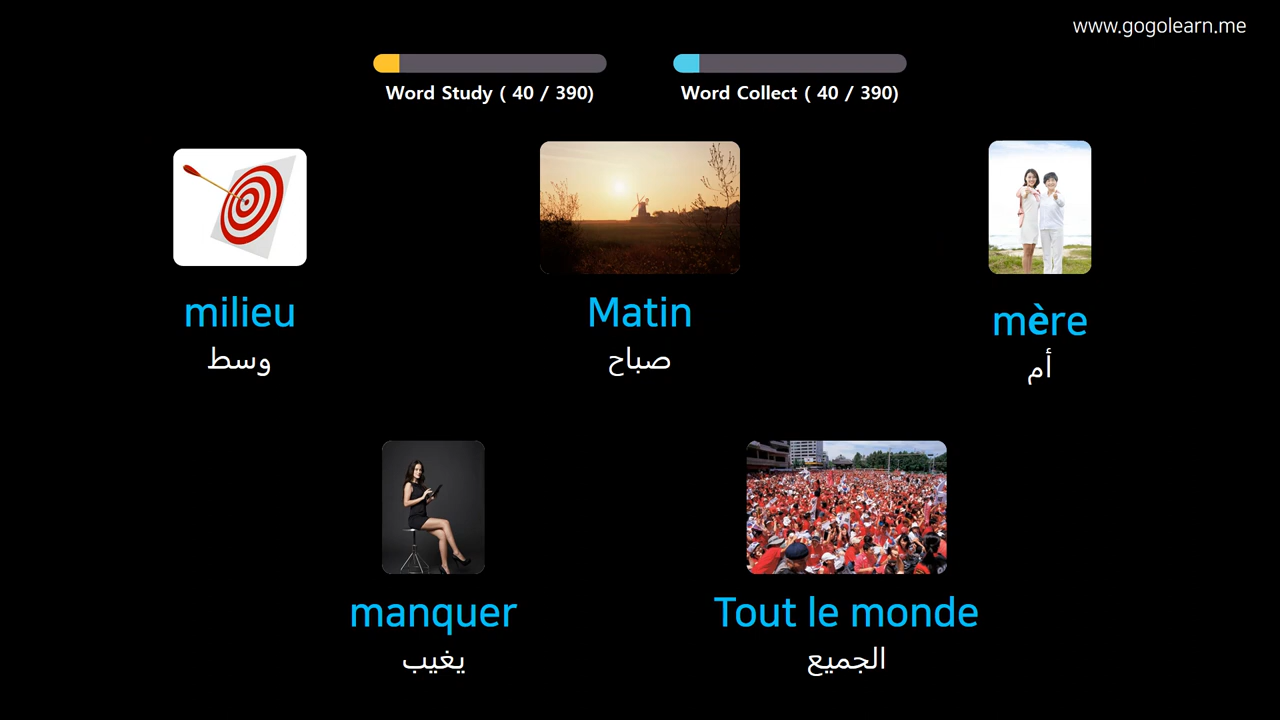 www.gogolearn.me
Word Study ( 40 / 390)
Word Collect ( 40 / 390)
milieu
وسط
Matin
صباح
mère
أم
manquer
يغيب
Tout le monde
الجميع